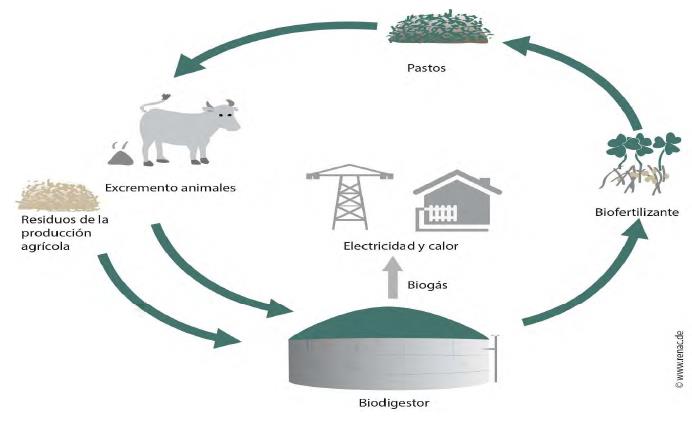 Pastos
Excremento animales
Residuos de la
producción
agrícola
Electricidad y calor
Biofertilizante
Biogás
Biodigestor
© www.renac.de